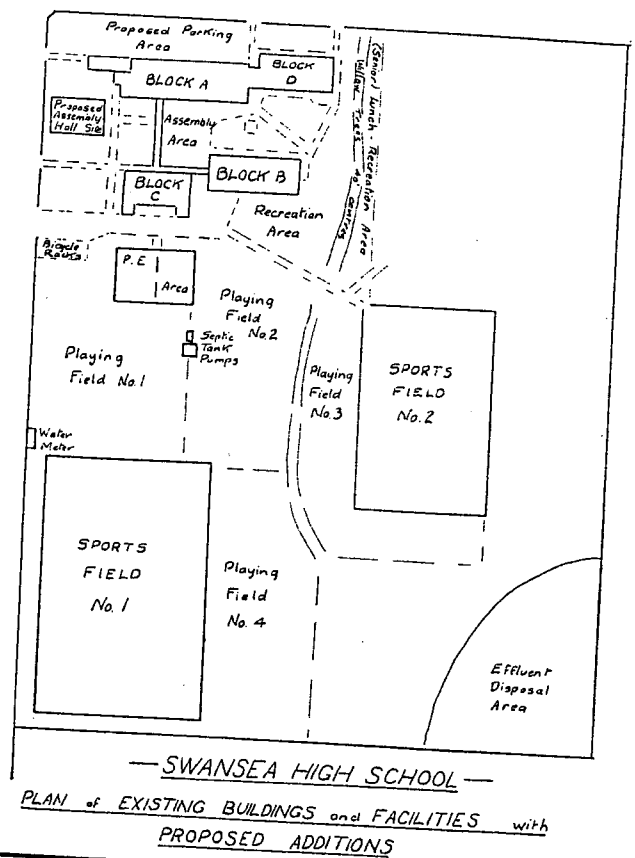 Proposed Parking
Area
BLOCK A
BLOCK
D
(Senior) Lunch - Recreation Area
Willow Trees 40' centres
Proposed
Assembly
Hall Site
Assembly
Area
BLOCK
C
BLOCK B
Recreation
Area
Bicycle
Racks
P.E
Area
Playing
Field
No.2
Septic
Tank
Pumps
Playing
Field No.1
Playing
Field
No.3
SPORTS
FIELD
No.2
Water
Meter
SPORTS
FIELD
No.1
Playing
Field
No.4
Effluent
Disposal
Area
— SWANSEA HIGH SCHOOL —
PLAN of EXISTING BUILDINGS and FACILITIES with
PROPOSED ADDITIONS